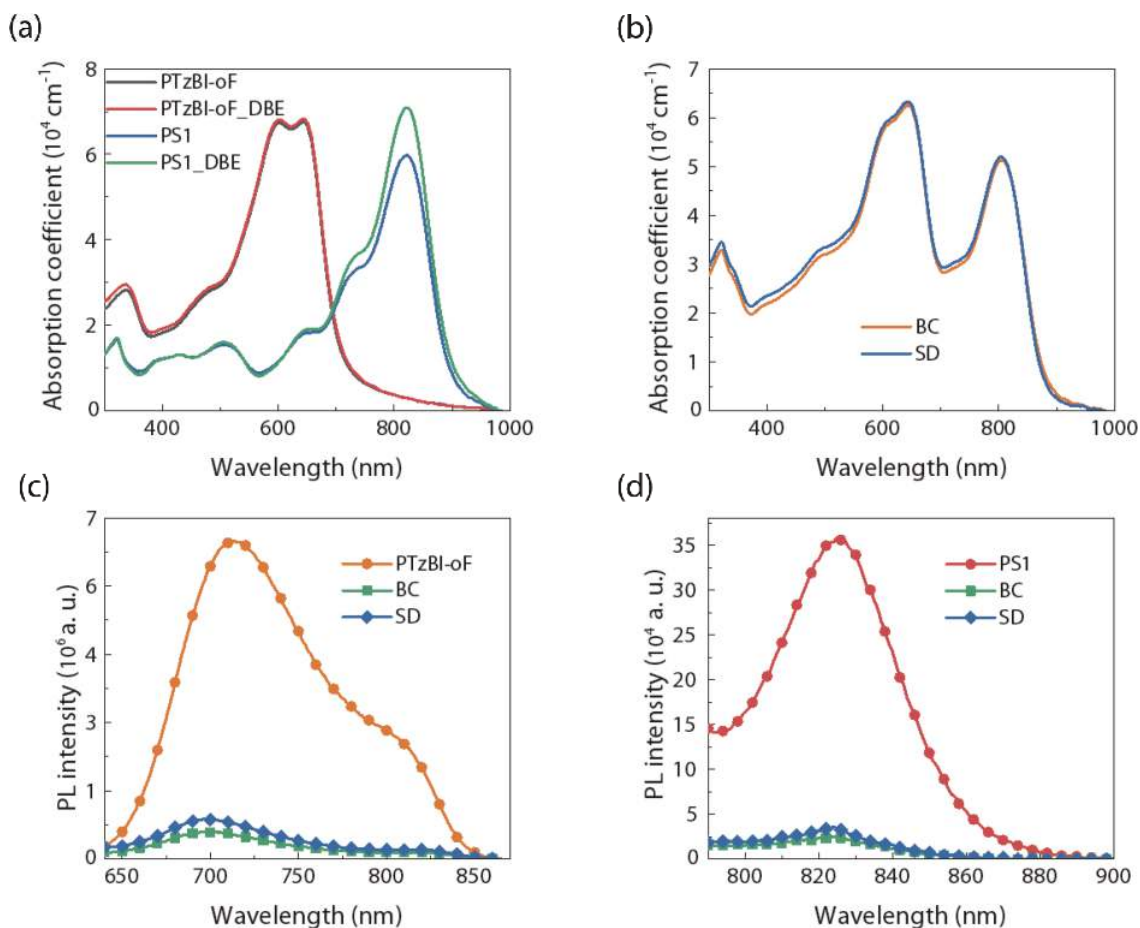 (a)
8
6
4
2
0
Absorption coefficient (10⁴ cm⁻¹)
PTzBI-oF
PTzBI-oF_DBE
PS1
PS1_DBE
400 600 800 1000
Wavelength (nm)
(b)
7
6
5
4
3
2
1
0
Absorption coefficient (10⁴ cm⁻¹)
BC
SD
400 600 800 1000
Wavelength (nm)
(c)
7
6
4
3
1
0
PL intensity (10⁶ a. u.)
PTzBI-oF
BC
SD
650 700 750 800 850
Wavelength (nm)
(d)
35
30
25
20
15
10
5
0
PL intensity (10⁴ a. u.)
PS1
BC
SD
800 820 840 860 880 900
Wavelength (nm)